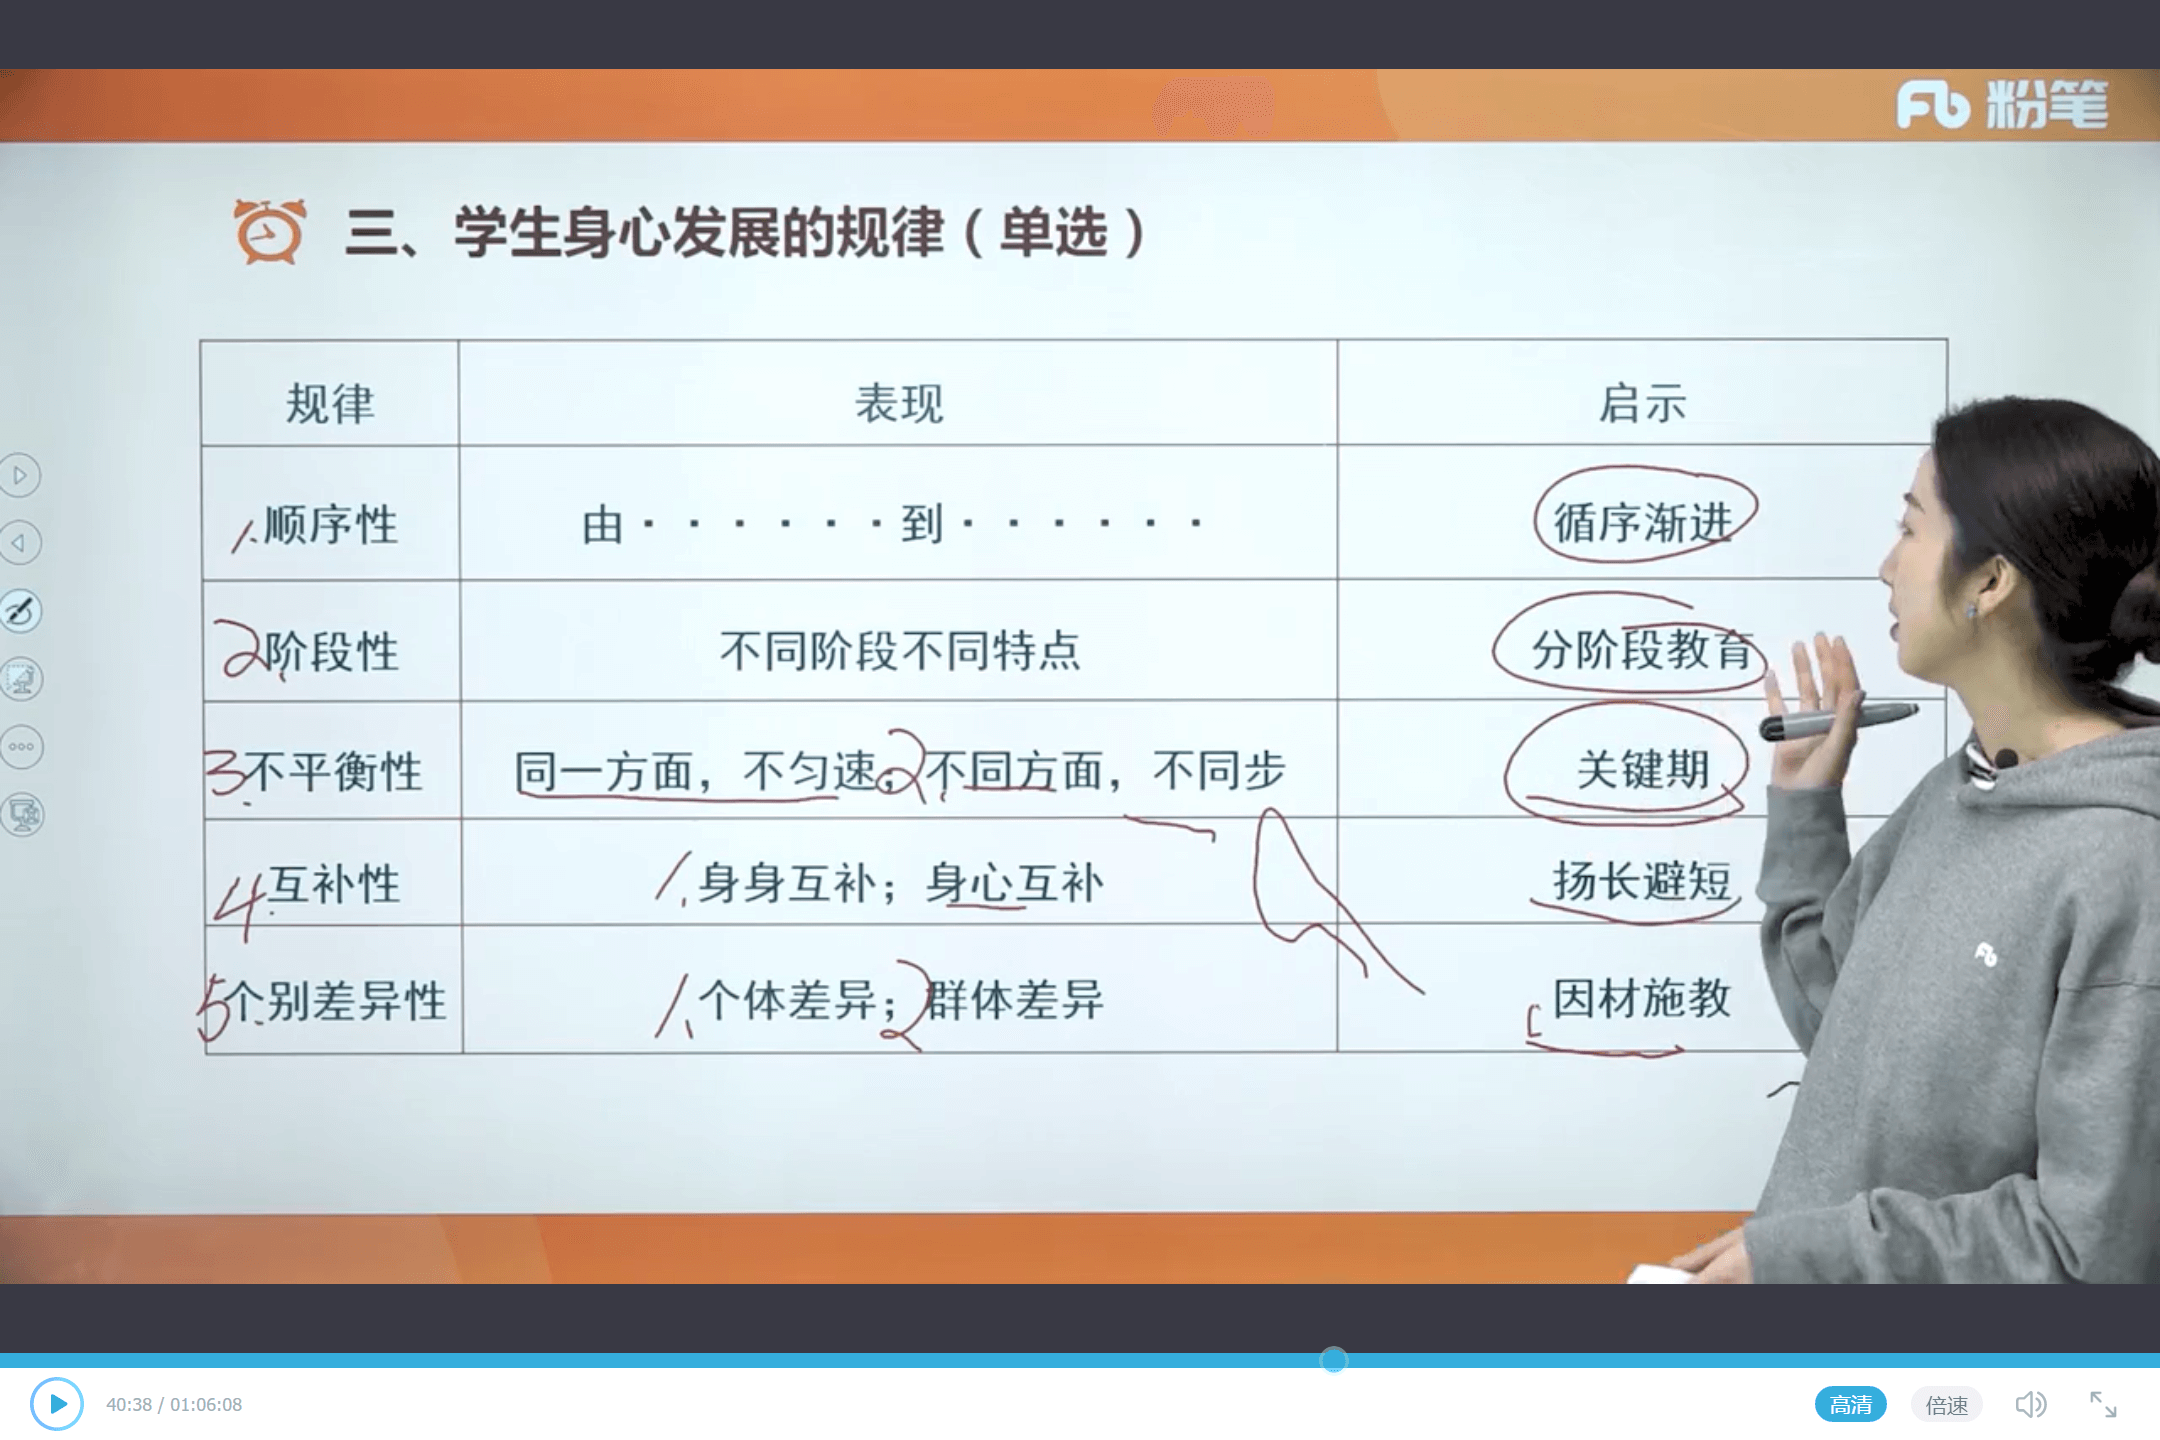 粉笔
三、学生身心发展的规律（单选）
规律 表现 启示
1.顺序性 由······到······ 循序渐进
2.阶段性 不同阶段不同特点 分阶段教育
3.不平衡性 同一方面，不匀速；2.不同方面，不同步 关键期
4.互补性 1.身身互补；身心互补 扬长避短
5.个别差异性 1.个体差异；2群体差异 因材施教
40:38 / 01:06:08 高清 倍速